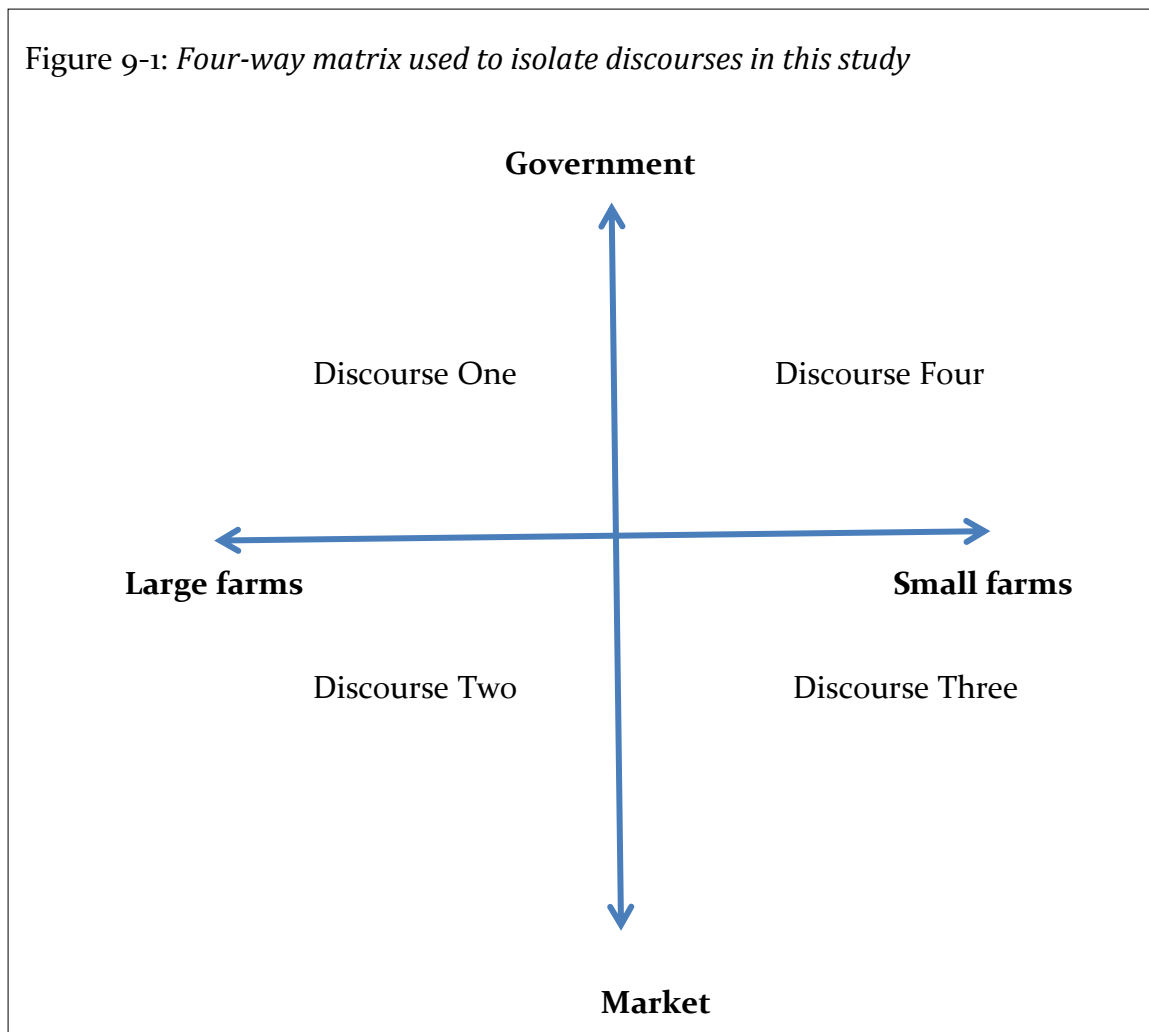 Figure 9-1: Four-way matrix used to isolate discourses in this study
Government
Discourse One
Discourse Four
Large farms
Small farms
Discourse Two
Discourse Three
Market